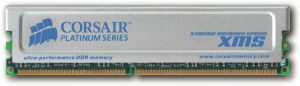 CORSAIR
PLATINUM SERIES
ultra-performance DDR memory
XTREME MEMORY SPEED
XMS
www.corsairmemory.com